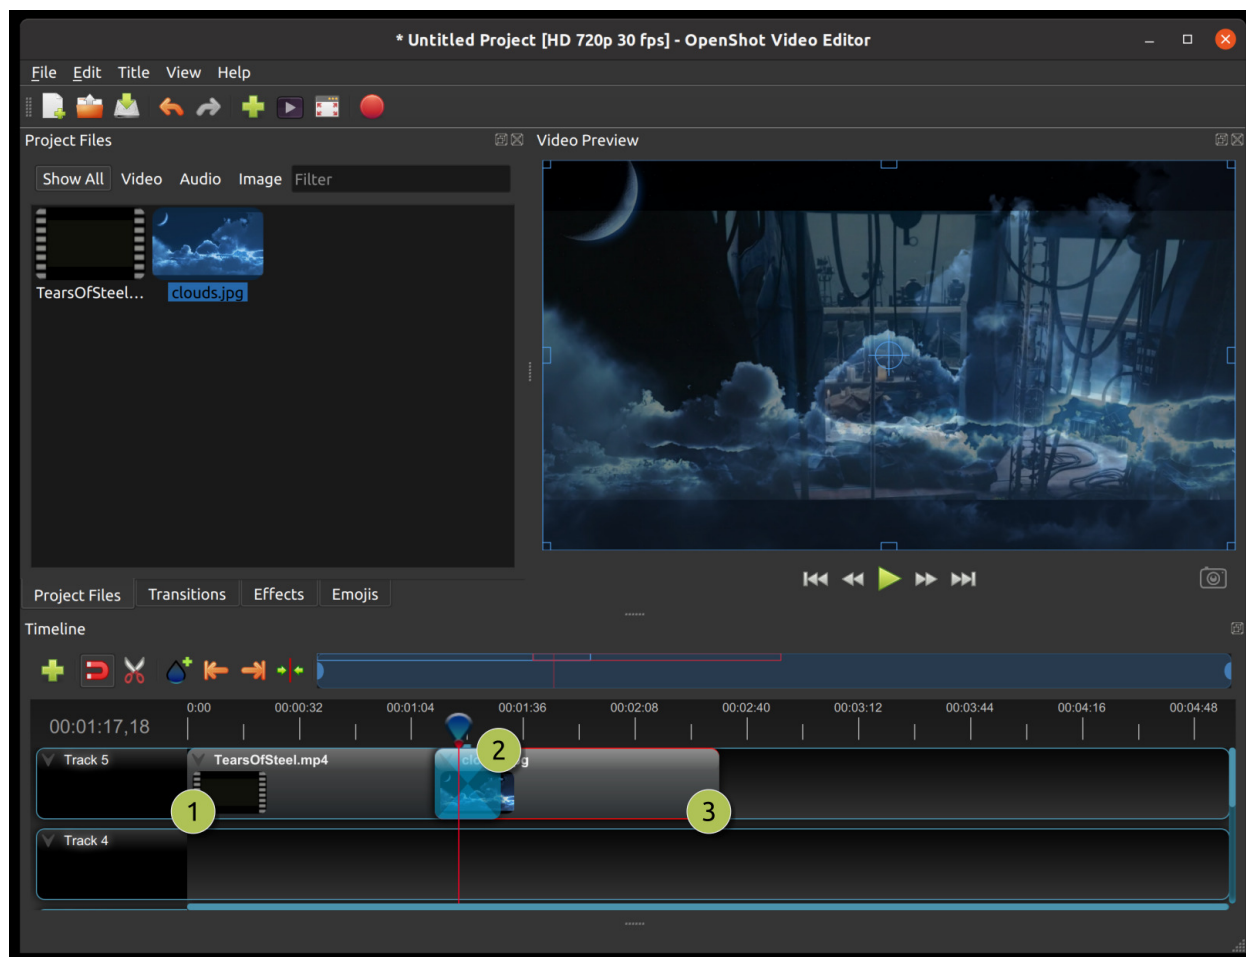 * Untitled Project [HD 720p 30 fps] - OpenShot Video Editor
File Edit Title View Help
Project Files
Video Preview
Show All Video Audio Image Filter
TearsOfSteel... clouds.jpg
Project Files Transitions Effects Emojis
Timeline
0:00 00:00:32 00:01:04 00:01:36 00:02:08 00:02:40 00:03:12 00:03:44 00:04:16 00:04:48
00:01:17,18
Track 5 TearsOfSteel.mp4
1 2 3
Track 4